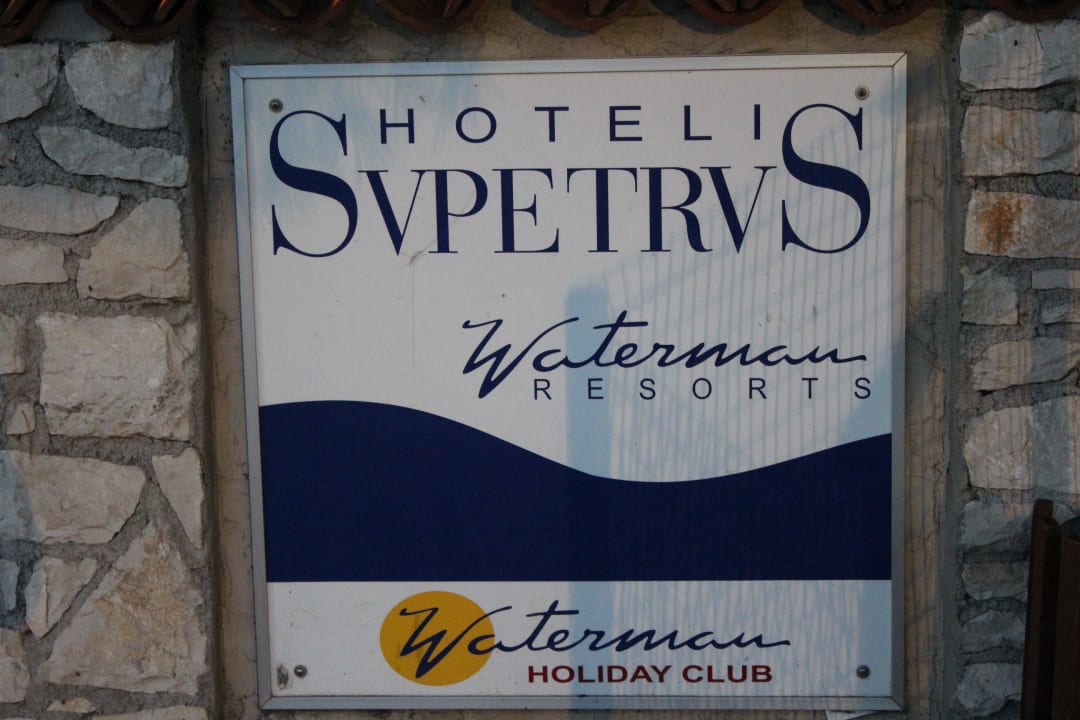 HOTELI
SVPETRVS
Waterman
RESORTS
Waterman
HOLIDAY CLUB